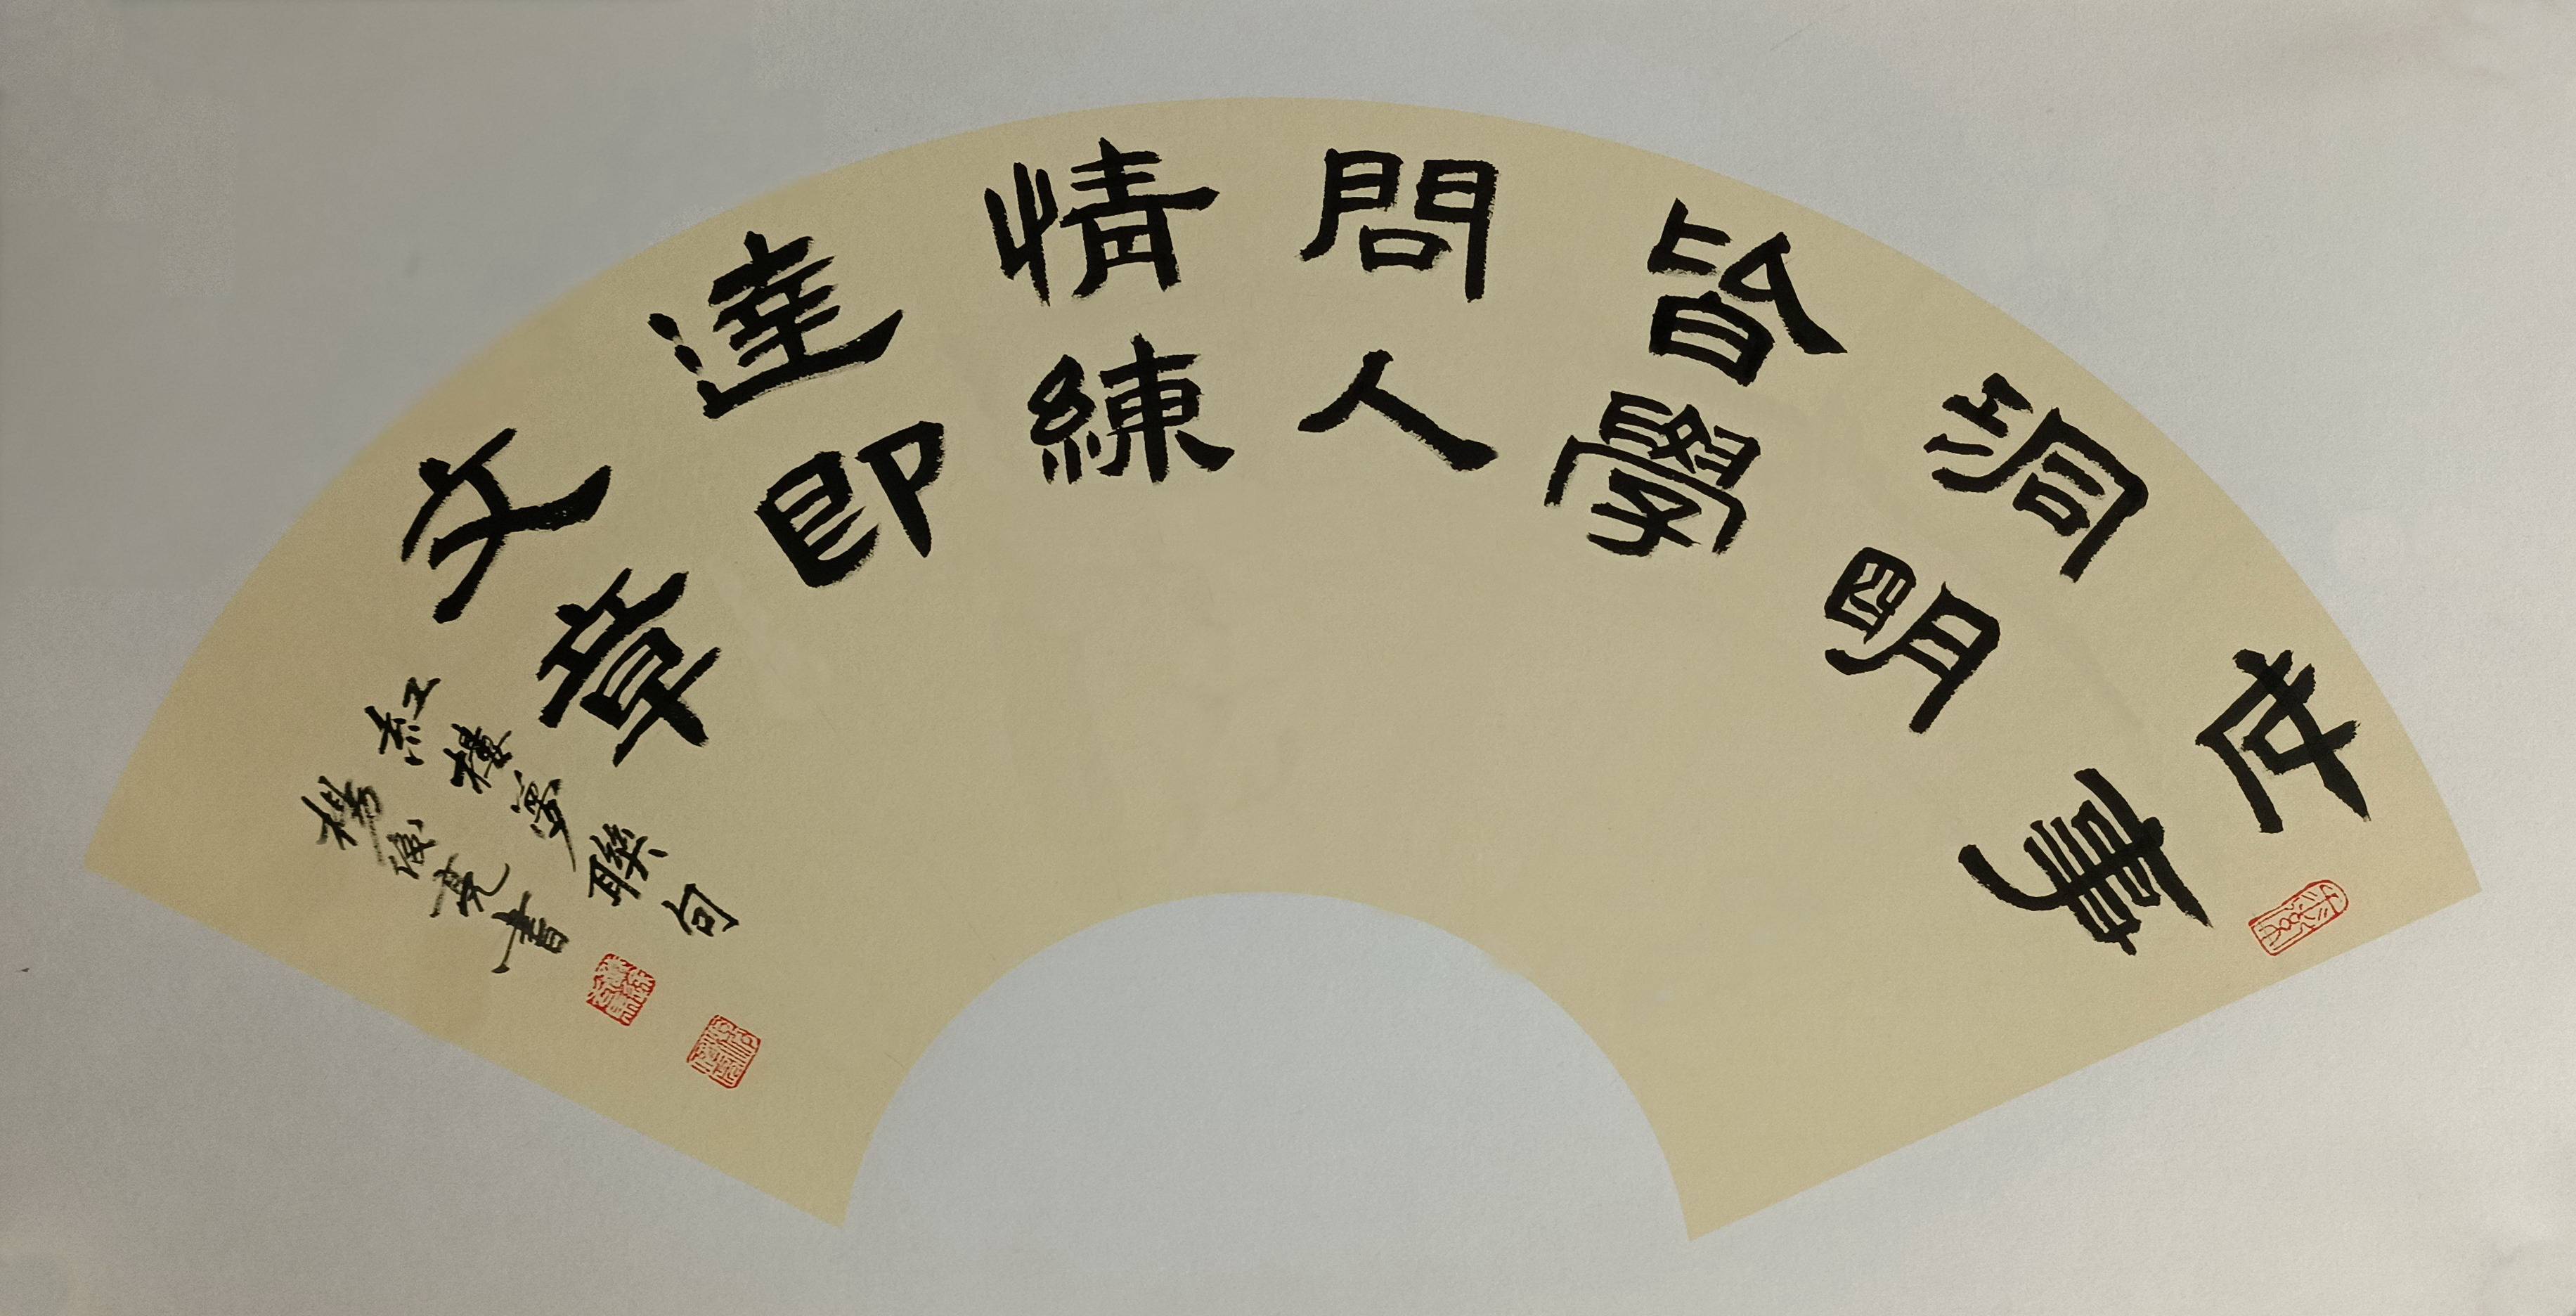 世事
洞明
皆學
問人
情練
達即
文章
紅樓夢聯句
楊俊亮書